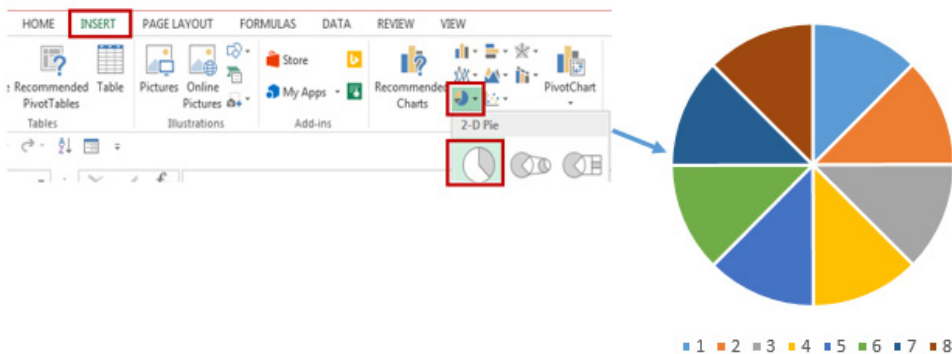 HOME INSERT PAGE LAYOUT FORMULAS DATA REVIEW VIEW
Recommended PivotTables
Table
Pictures
Online Pictures
Store
My Apps
Recommended Charts
PivotChart
Tables Illustrations Add-ins
2-D Pie
1 2 3 4 5 6 7 8